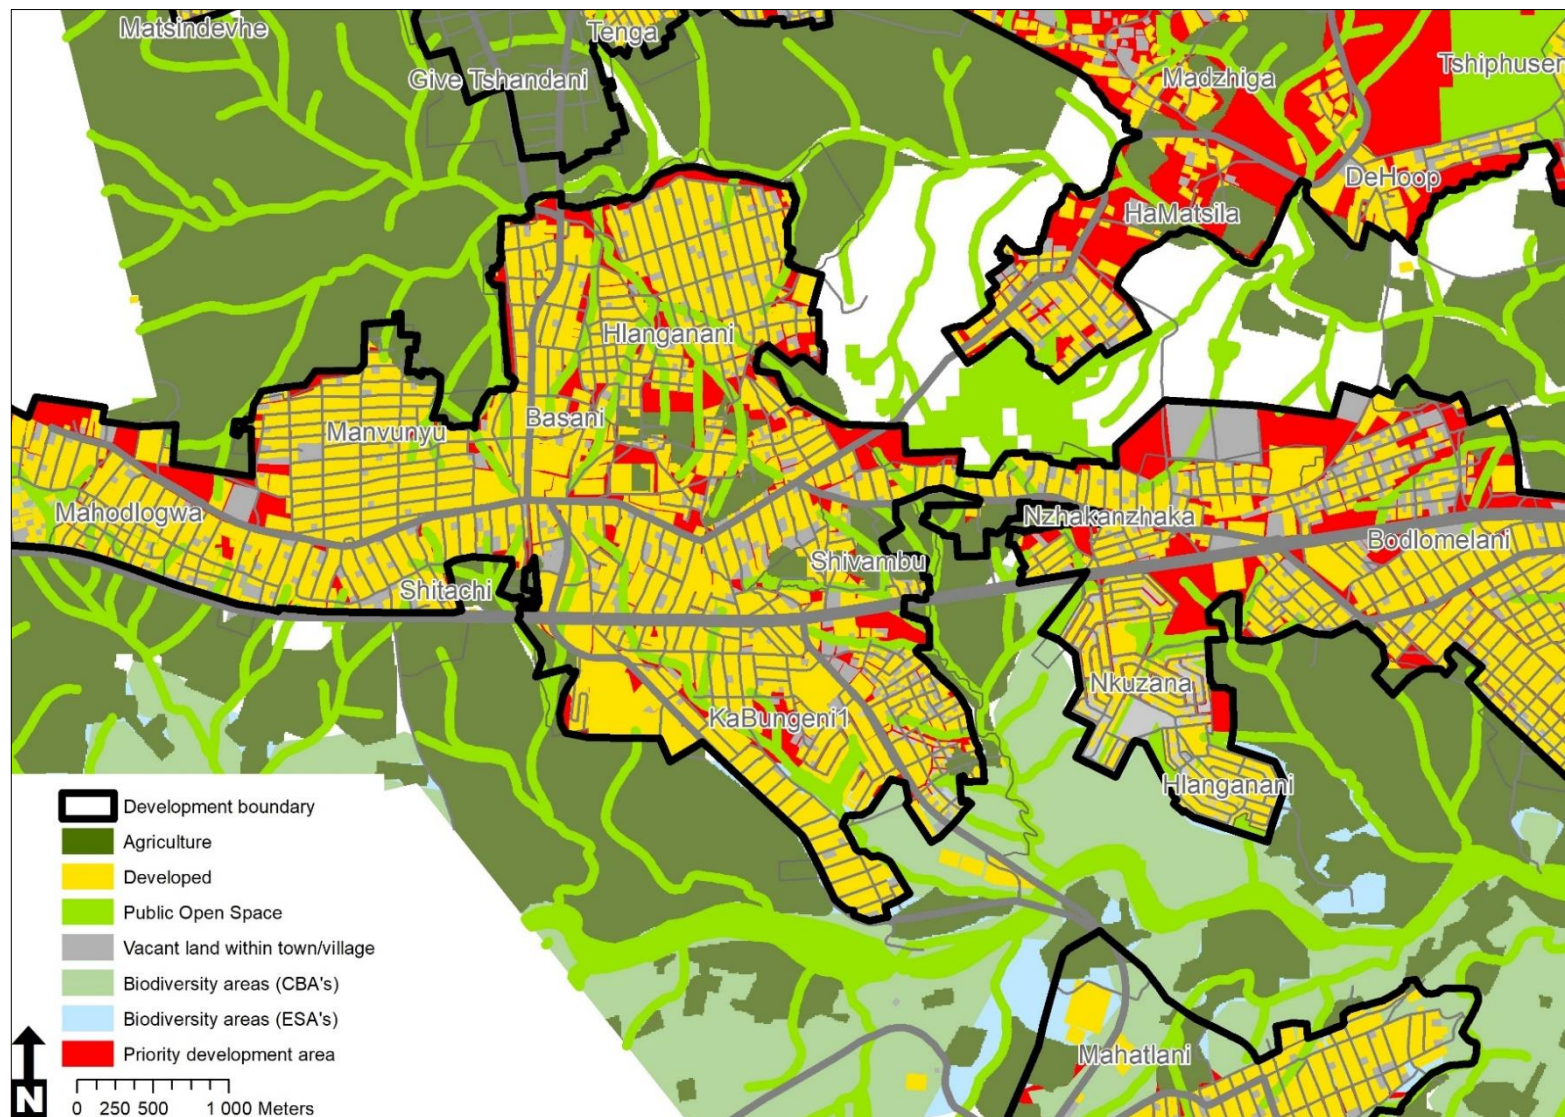 Matsindevhe
Tenga
Give Tshandani
Madzhiga
Tshiphusen
DeHoop
HaMatsila
Hlanganani
Basani
Manvunyu
Mahodlogwa
Nzhakanzhaka
Bodlomelani
Shivambu
Shitachi
Nkuzana
KaBungeni1
Hlanganani
Mahatlani
Development boundary
Agriculture
Developed
Public Open Space
Vacant land within town/village
Biodiversity areas (CBA's)
Biodiversity areas (ESA's)
Priority development area
N
0 250 500 1 000 Meters